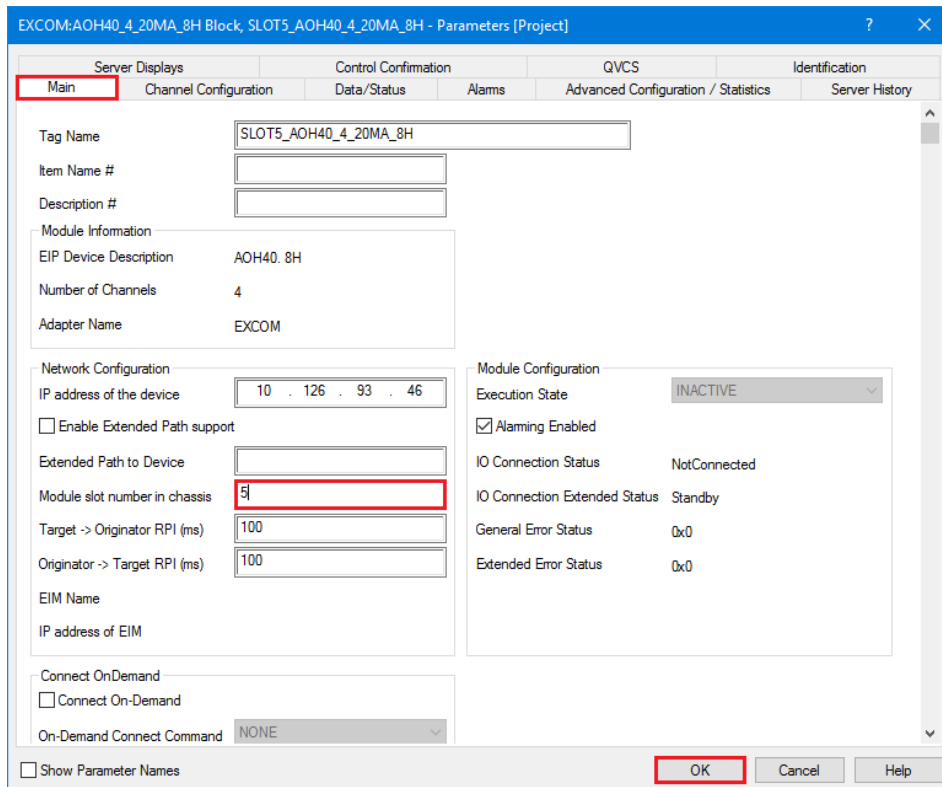 EXCOM:AOH40_4_20MA_8H Block, SLOT5_AOH40_4_20MA_8H - Parameters [Project]
?
Server Displays Control Confirmation QVCS Identification
Main Channel Configuration Data/Status Alarms Advanced Configuration / Statistics Server History
Tag Name SLOT5_AOH40_4_20MA_8H
Item Name #
Description #
Module Information
EIP Device Description AOH40. 8H
Number of Channels 4
Adapter Name EXCOM
Network Configuration
IP address of the device 10 . 126 . 93 . 46
Enable Extended Path support
Extended Path to Device
Module slot number in chassis 5
Target -> Originator RPI (ms) 100
Originator -> Target RPI (ms) 100
EIM Name
IP address of EIM
Module Configuration
Execution State INACTIVE
Alarming Enabled
IO Connection Status NotConnected
IO Connection Extended Status Standby
General Error Status 0x0
Extended Error Status 0x0
Connect OnDemand
Connect On-Demand
On-Demand Connect Command NONE
Show Parameter Names OK Cancel Help